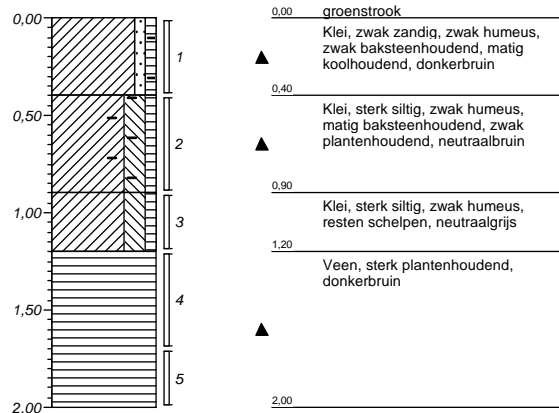 0,00
0,50
1,00
1,50
2,00
1
2
3
4
5
0,00
groenstrook
Klei, zwak zandig, zwak humeus,
zwak baksteenhoudend, matig
koolhoudend, donkerbruin
0,40
Klei, sterk siltig, zwak humeus,
matig baksteenhoudend, zwak
plantenhoudend, neutraalbruin
0,90
Klei, sterk siltig, zwak humeus,
resten schelpen, neutraalgrijs
1,20
Veen, sterk plantenhoudend,
donkerbruin
2,00